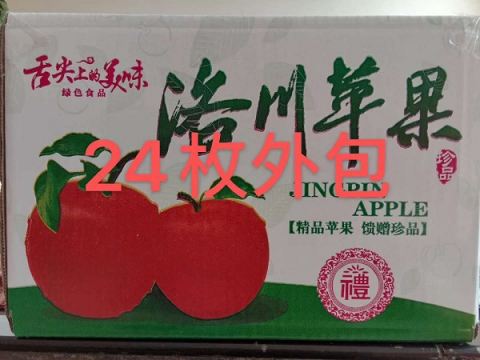 舌尖上的美味
绿色食品
洛川苹果
珍品
24枚外包
JINGPIN
APPLE
【精品苹果 馈赠珍品】
禮